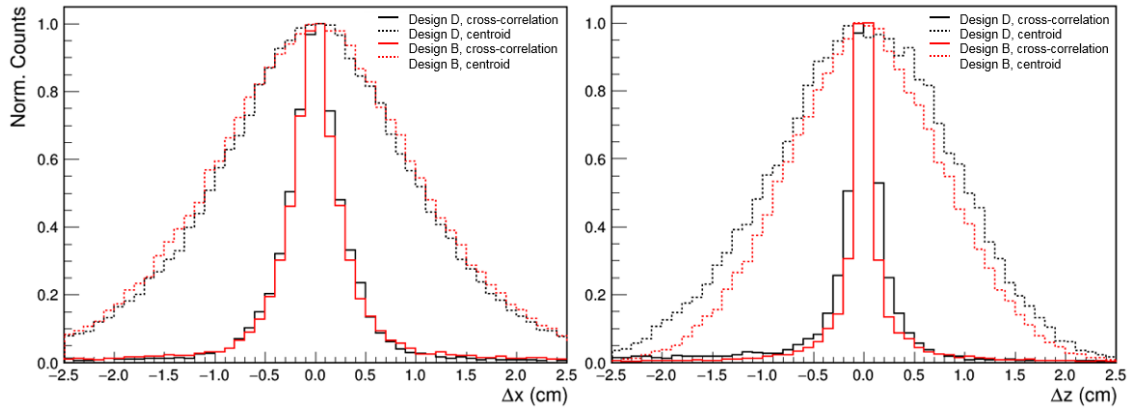 Norm. Counts
1.0
0.8
0.6
0.4
0.2
0.0
Design D, cross-correlation
Design D, centroid
Design B, cross-correlation
Design B, centroid
−2.5 −2.0 −1.5 −1.0 −0.5 0.0 0.5 1.0 1.5 2.0 2.5
Δx (cm)
1.0
0.8
0.6
0.4
0.2
0.0
Design D, cross-correlation
Design D, centroid
Design B, cross-correlation
Design B, centroid
−2.5 −2.0 −1.5 −1.0 −0.5 0.0 0.5 1.0 1.5 2.0 2.5
Δz (cm)